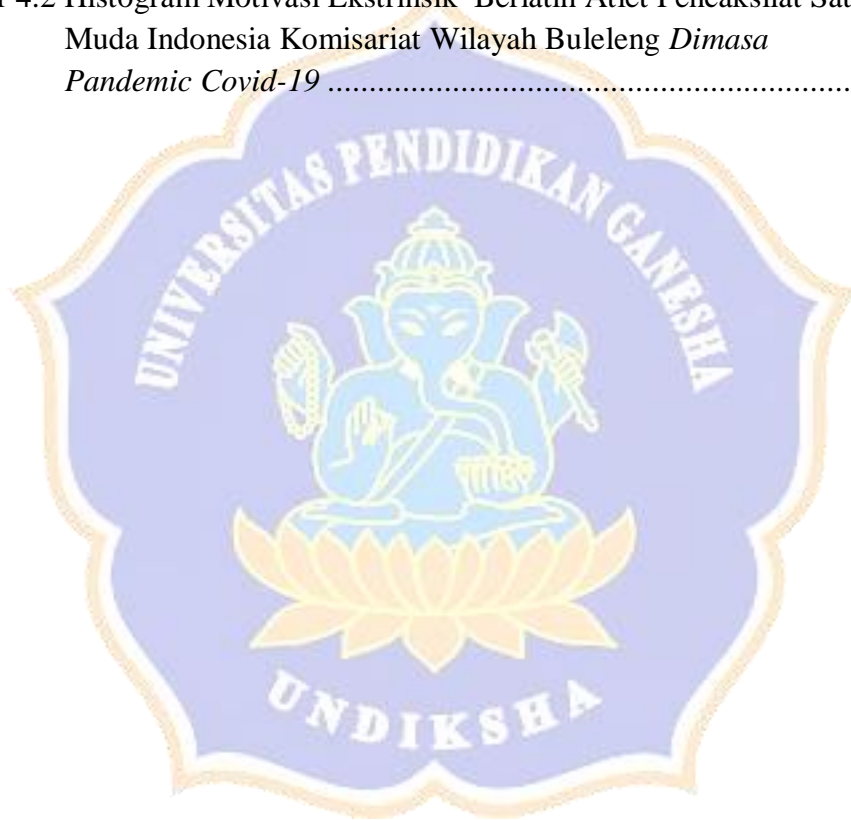 4.2 Histogram Motivasi Ekstrinsik Berlatih Atlet Pencaksilat
Muda Indonesia Komisariat Wilayah Buleleng Dimasa
Pandemic Covid-19 ................................................................
UNIVERSITAS PENDIDIKAN GANESHA
UNDIKSHA